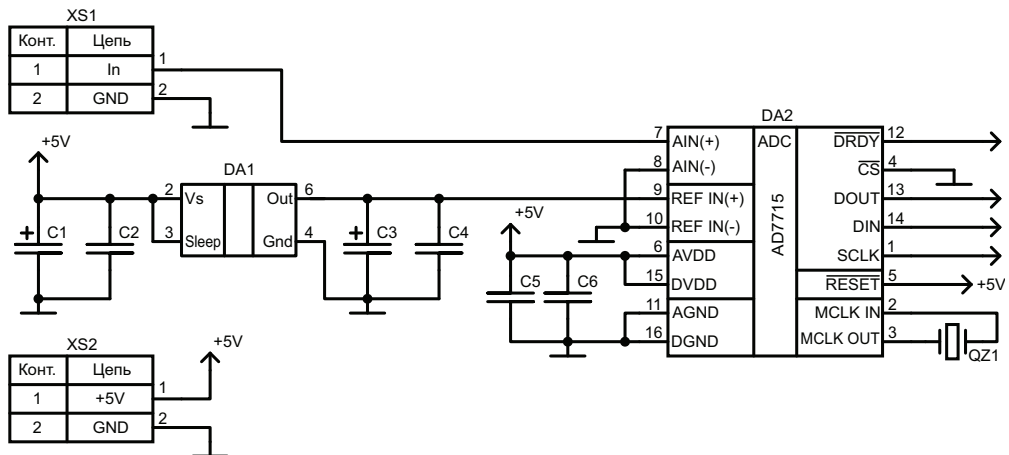 XS1
Конт. Цепь
1 In 1
2 GND 2
+5V
C1
C2
DA1
2 Vs Out 6
3 Sleep Gnd 4
C3
C4
XS2
Конт. Цепь
1 +5V 1
2 GND 2
+5V
+5V
C5
C6
DA2
ADC
AD7715
7 AIN(+)
8 AIN(-)
9 REF IN(+)
10 REF IN(-)
6 AVDD
15 DVDD
11 AGND
16 DGND
DRDY 12
CS 4
DOUT 13
DIN 14
SCLK 1
RESET 5 +5V
MCLK IN 2
MCLK OUT 3
QZ1